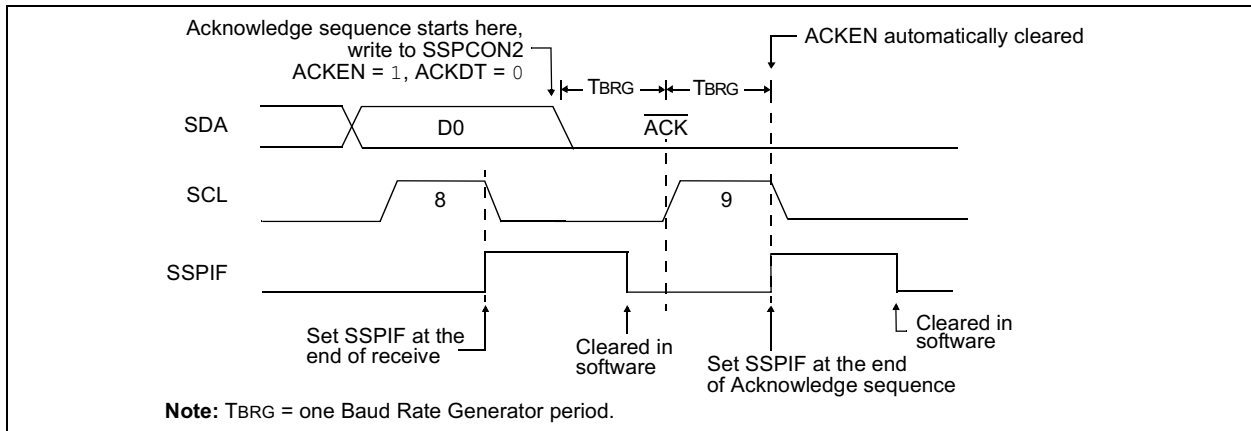 Acknowledge sequence starts here,
write to SSPCON2
ACKEN = 1, ACKDT = 0
ACKEN automatically cleared
TBRG
TBRG
SDA
D0
ACK
SCL
8
9
SSPIF
Set SSPIF at the
end of receive
Cleared in
software
Set SSPIF at the end
of Acknowledge sequence
Cleared in
software
Note: TBRG = one Baud Rate Generator period.